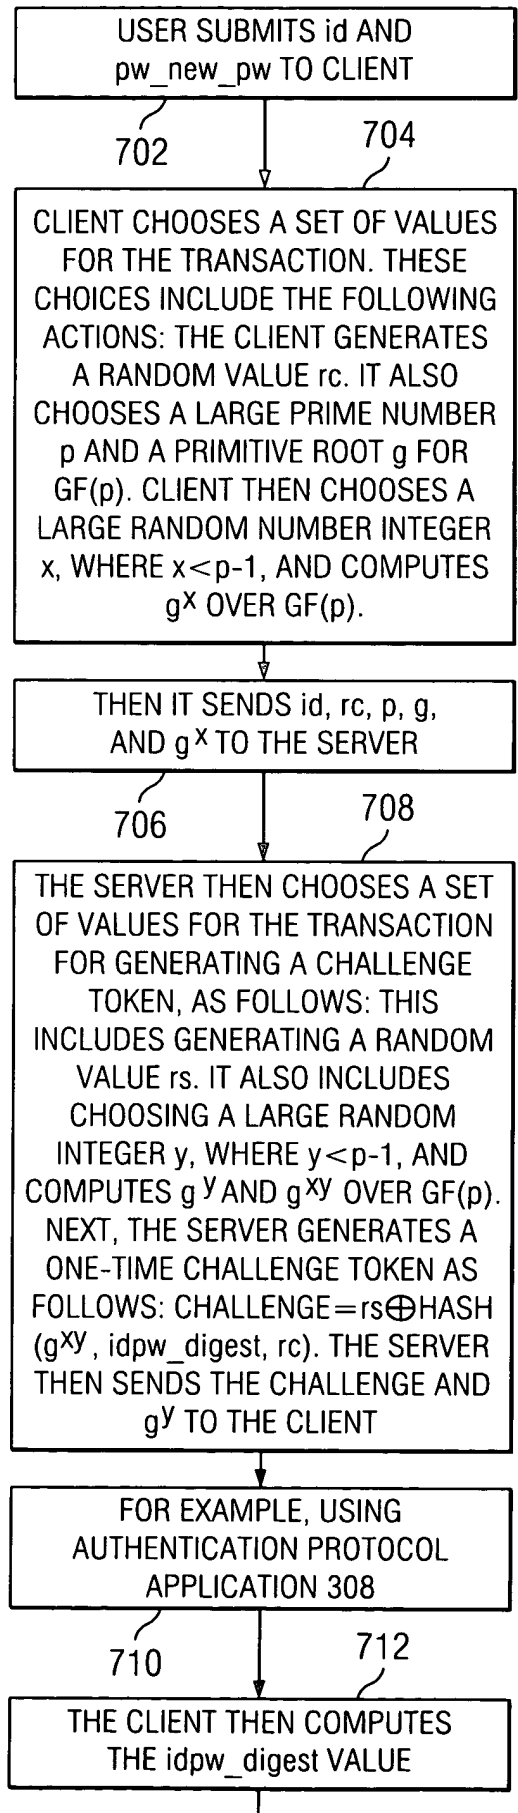 USER SUBMITS id AND
pw_new_pw TO CLIENT
702
704
CLIENT CHOOSES A SET OF VALUES
FOR THE TRANSACTION. THESE
CHOICES INCLUDE THE FOLLOWING
ACTIONS: THE CLIENT GENERATES
A RANDOM VALUE rc. IT ALSO
CHOOSES A LARGE PRIME NUMBER
p AND A PRIMITIVE ROOT g FOR
GF(p). CLIENT THEN CHOOSES A
LARGE RANDOM NUMBER INTEGER
x, WHERE x<p-1, AND COMPUTES
g^x OVER GF(p).
THEN IT SENDS id, rc, p, g,
AND g^x TO THE SERVER
706
708
THE SERVER THEN CHOOSES A SET
OF VALUES FOR THE TRANSACTION
FOR GENERATING A CHALLENGE
TOKEN, AS FOLLOWS: THIS
INCLUDES GENERATING A RANDOM
VALUE rs. IT ALSO INCLUDES
CHOOSING A LARGE RANDOM
INTEGER y, WHERE y<p-1, AND
COMPUTES g^y AND g^xy OVER GF(p).
NEXT, THE SERVER GENERATES A
ONE-TIME CHALLENGE TOKEN AS
FOLLOWS: CHALLENGE=rs⊕HASH
(g^xy, idpw_digest, rc). THE SERVER
THEN SENDS THE CHALLENGE AND
g^y TO THE CLIENT
FOR EXAMPLE, USING
AUTHENTICATION PROTOCOL
APPLICATION 308
710
712
THE CLIENT THEN COMPUTES
THE idpw_digest VALUE